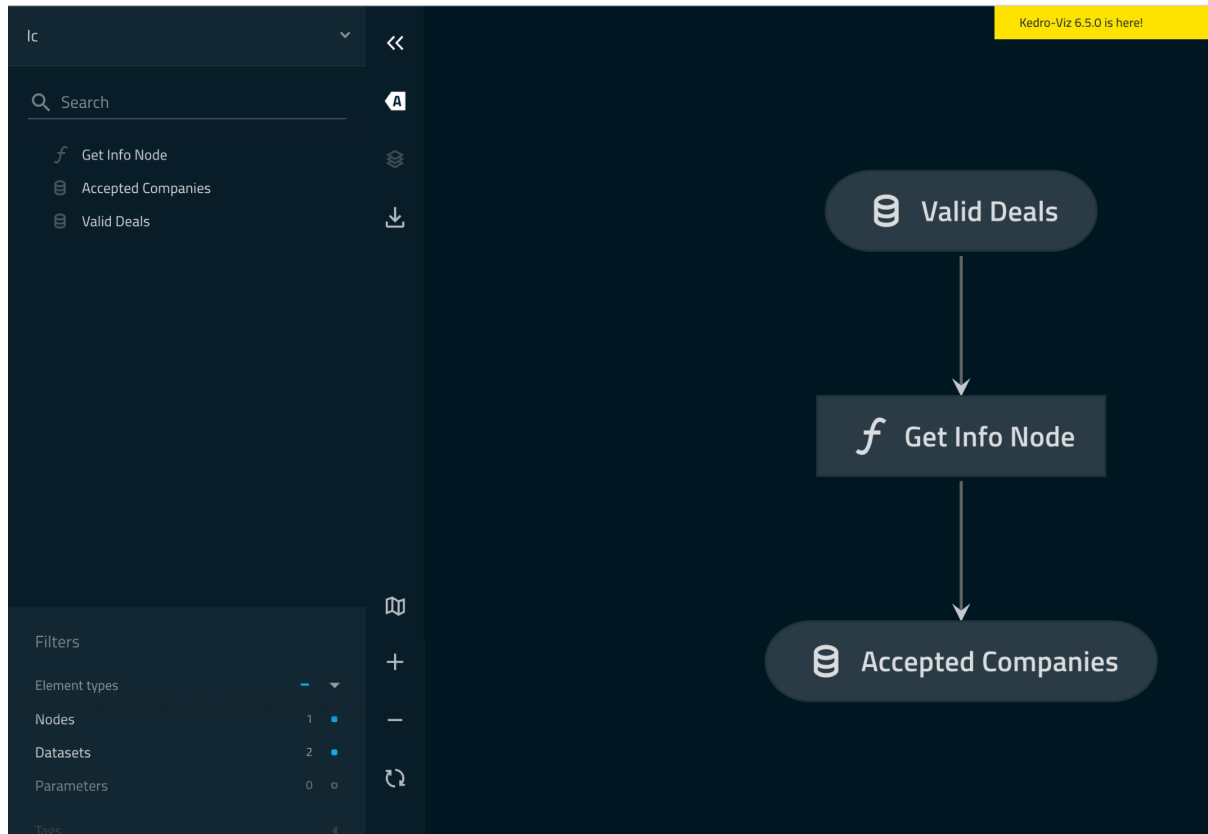 lc
Kedro-Viz 6.5.0 is here!
Search
A
f Get Info Node
Accepted Companies
Valid Deals
Valid Deals
f Get Info Node
Accepted Companies
Filters
Element types
Nodes 1
Datasets 2
Parameters 0
Tags